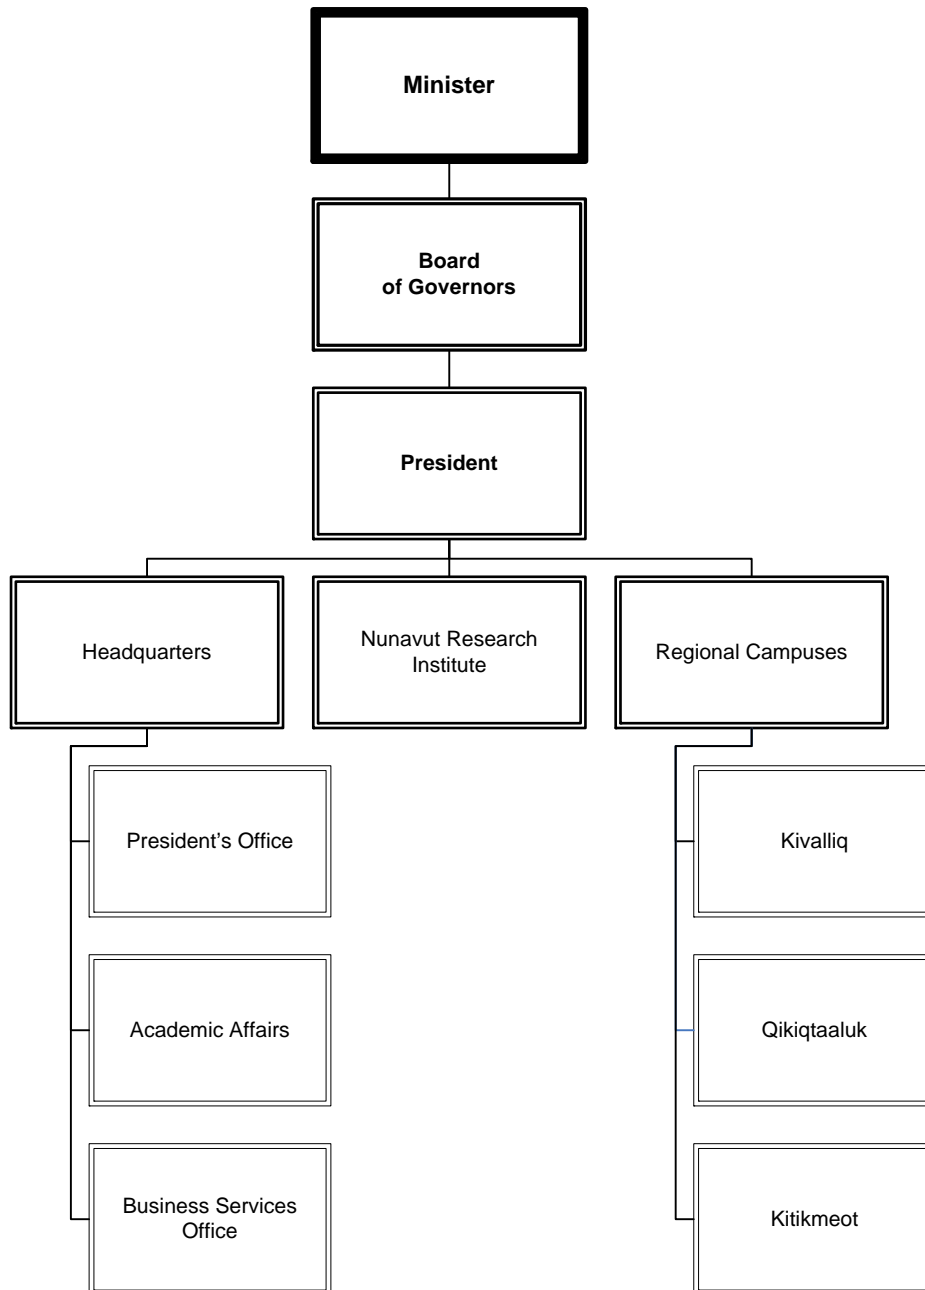 Minister
Board
of Governors
President
Headquarters
Nunavut Research
Institute
Regional Campuses
President’s Office
Kivalliq
Academic Affairs
Qikiqtaaluk
Business Services
Office
Kitikmeot